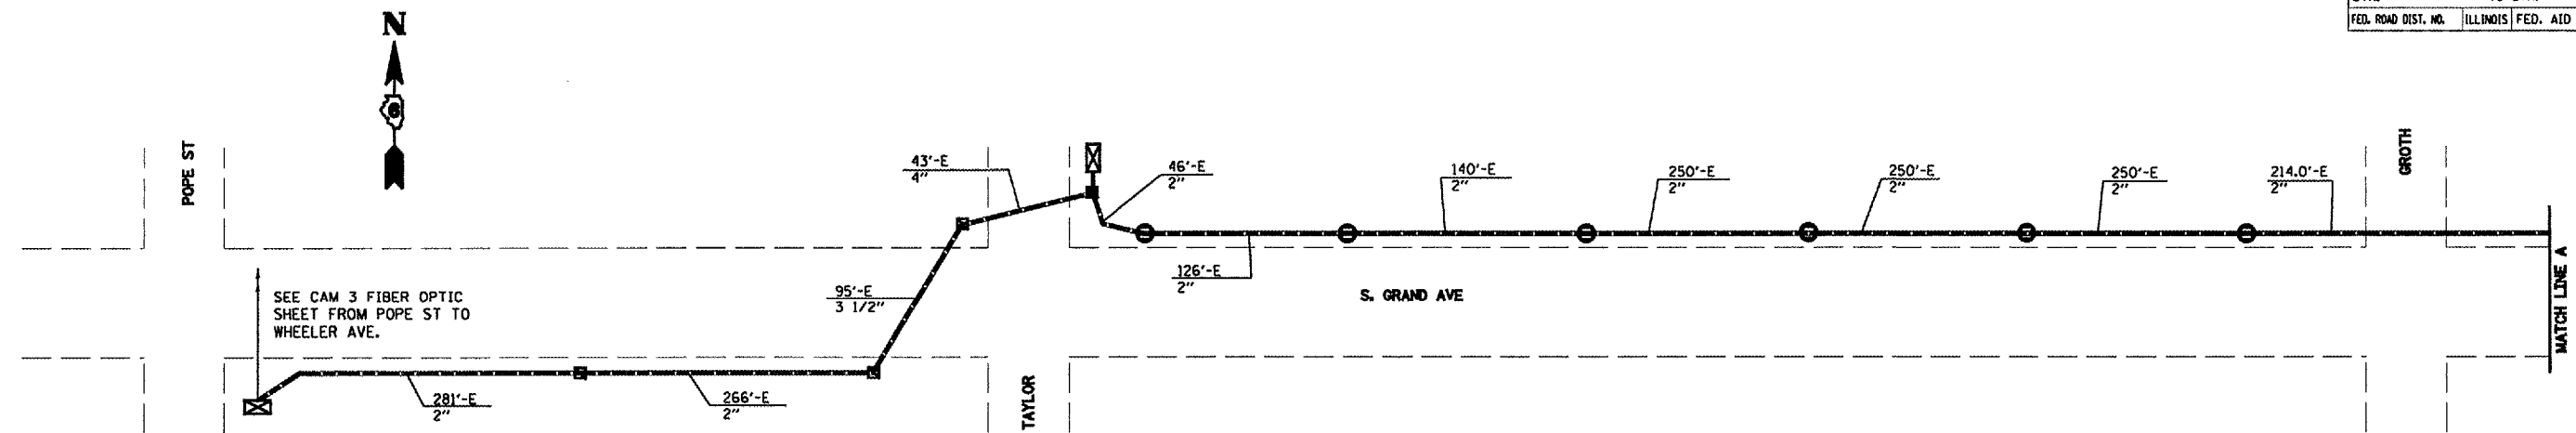 FED. ROAD DIST. NO. ILLINOIS FED. AID
N
6
POPE ST
GROTH
43'-E
4"
46'-E
2"
140'-E
2"
250'-E
2"
250'-E
2"
250'-E
2"
214.0'-E
2"
126'-E
2"
S. GRAND AVE
MATCH LINE A
95'-E
3 1/2"
SEE CAM 3 FIBER OPTIC
SHEET FROM POPE ST TO
WHEELER AVE.
281'-E
2"
266'-E
2"
TAYLOR